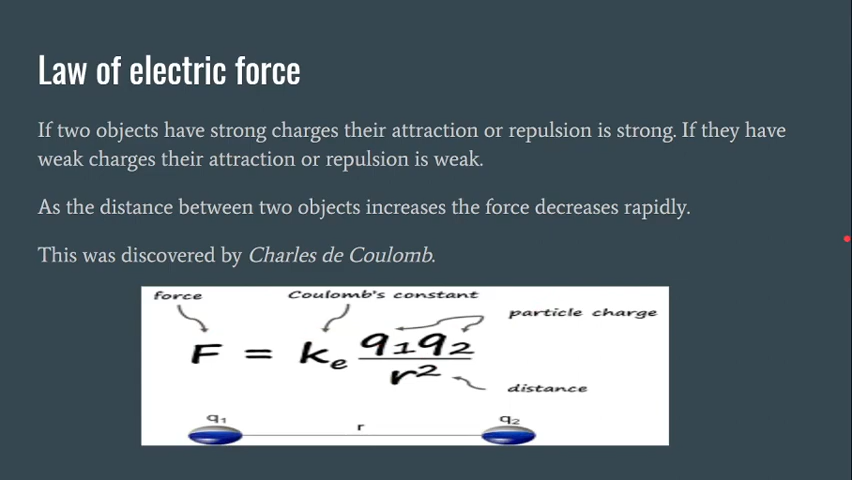 Law of electric force
If two objects have strong charges their attraction or repulsion is strong. If they have
weak charges their attraction or repulsion is weak.
As the distance between two objects increases the force decreases rapidly.
This was discovered by Charles de Coulomb.
force
Coulomb's constant
particle charge
F = kₑ q₁q₂ / r²
distance
q₁
r
q₂